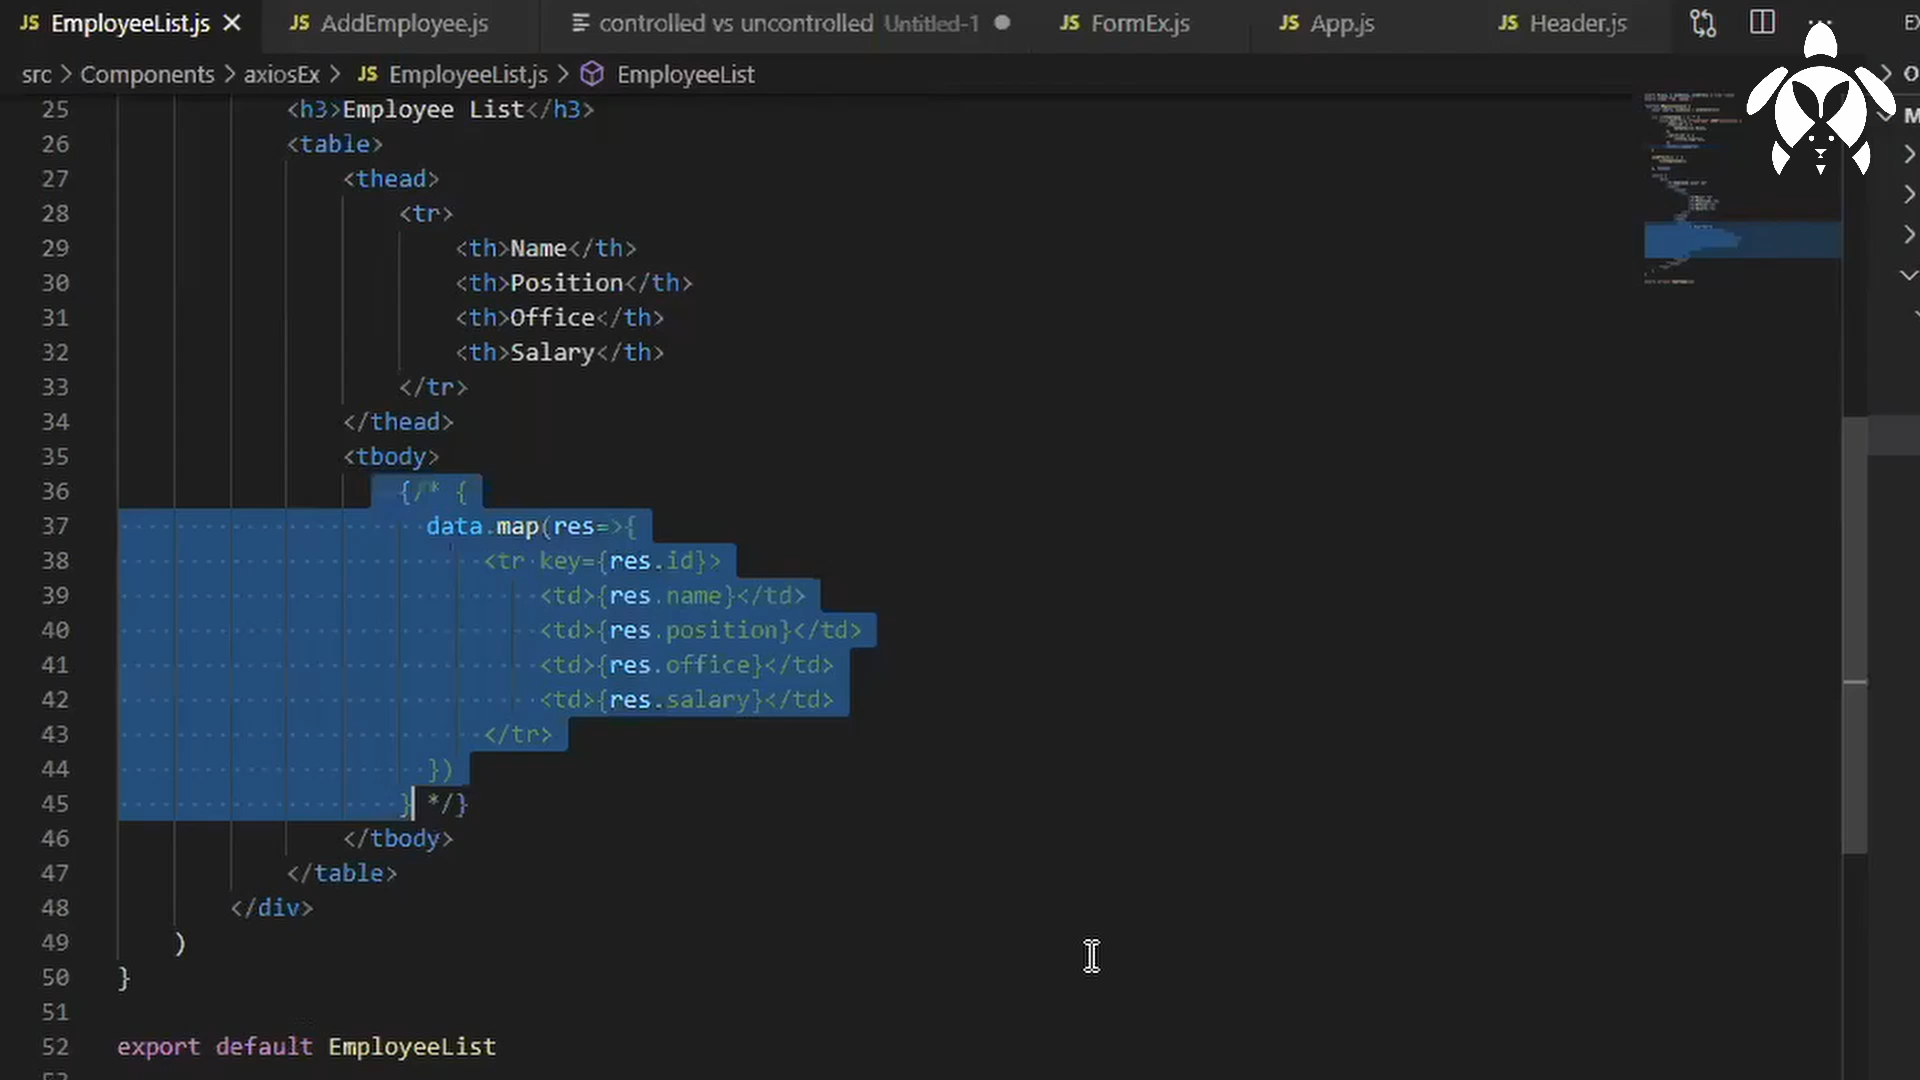 JS EmployeeList.js × JS AddEmployee.js controlled vs uncontrolled Untitled-1 JS FormEx.js JS App.js JS Header.js ...
src > Components > axiosEx > JS EmployeeList.js > EmployeeList
25 <h3>Employee List</h3>
26 <table>
27 <thead>
28 <tr>
29 <th>Name</th>
30 <th>Position</th>
31 <th>Office</th>
32 <th>Salary</th>
33 </tr>
34 </thead>
35 <tbody>
36 {/* {
37 data.map(res=>{
38 <tr key={res.id}>
39 <td>{res.name}</td>
40 <td>{res.position}</td>
41 <td>{res.office}</td>
42 <td>{res.salary}</td>
43 </tr>
44 })
45 } */}
46 </tbody>
47 </table>
48 </div>
49 )
50 }
51
52 export default EmployeeList